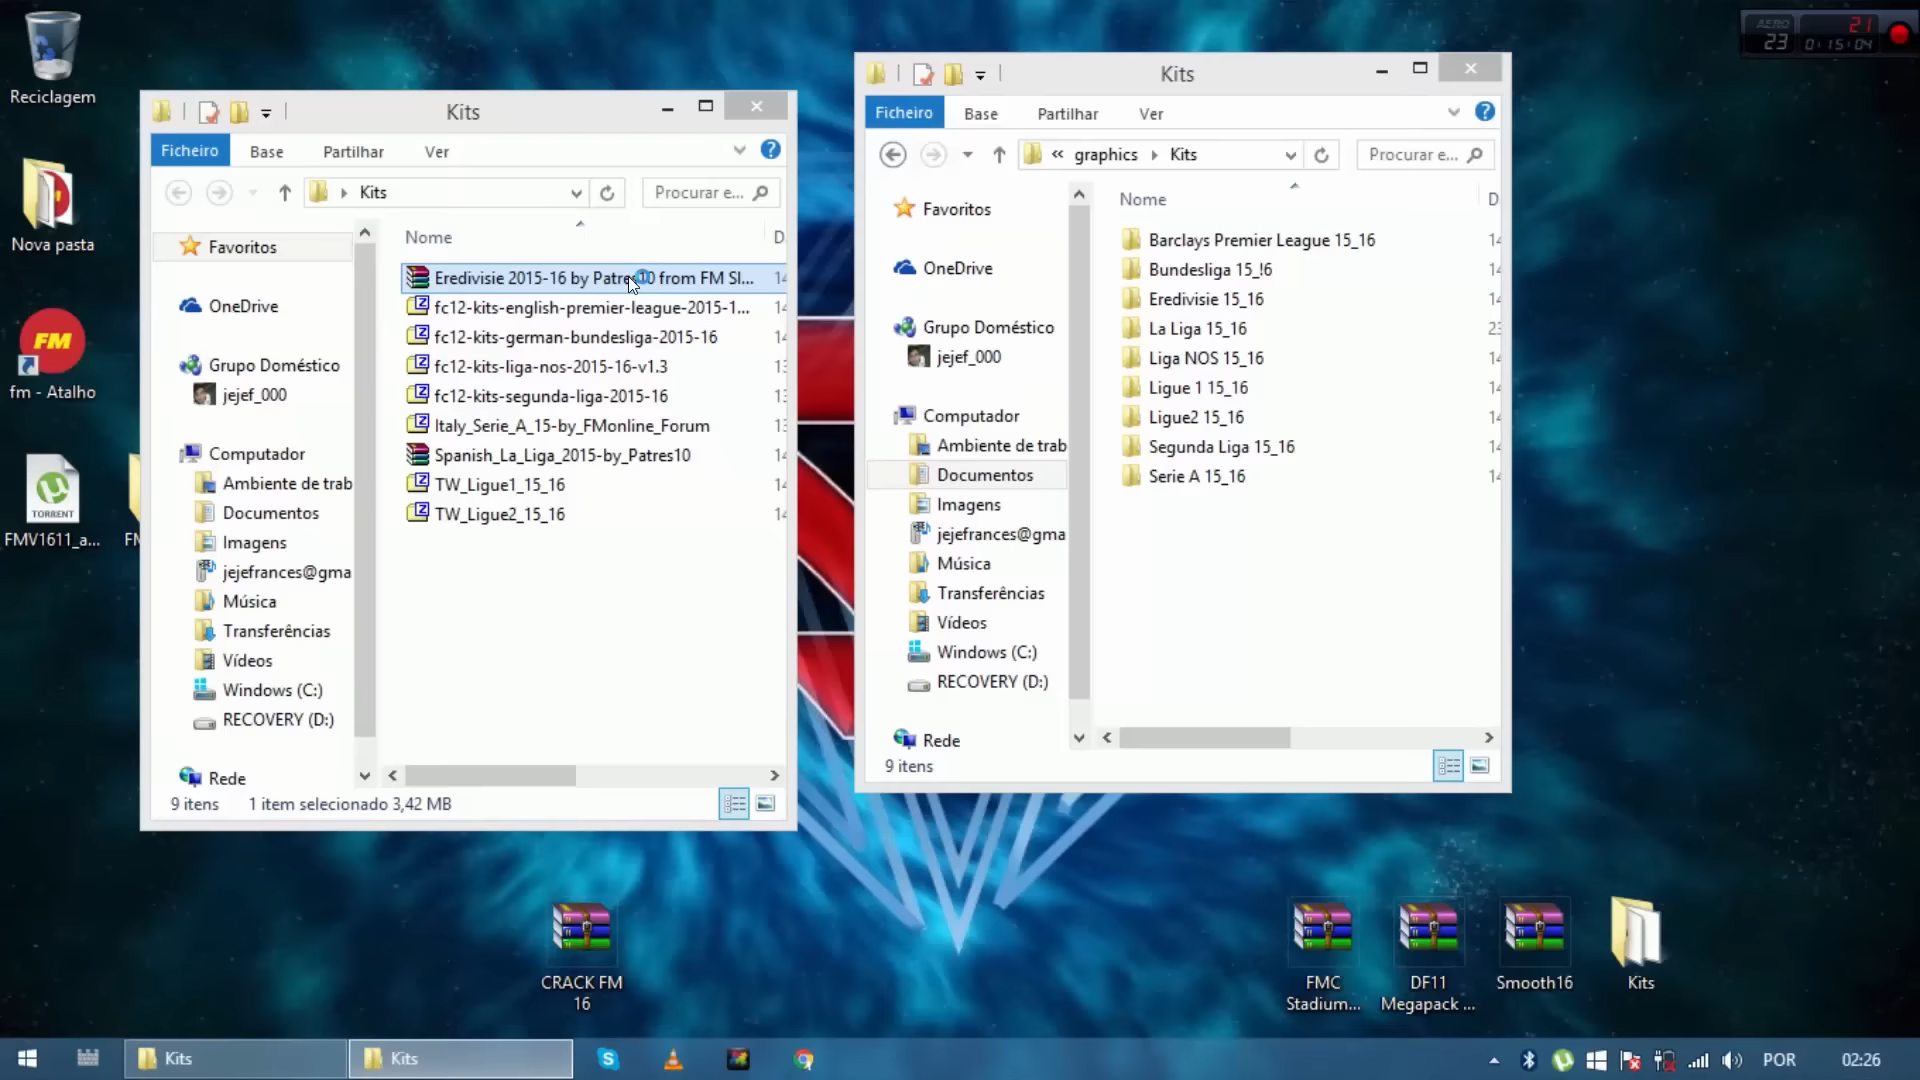 Reciclagem
Nova pasta
FM
fm - Atalho
TORRENT
FMV1611_a...
Kits
Ficheiro
Base
Partilhar
Ver
Kits
Procurar e...
Favoritos
OneDrive
Grupo Doméstico
jejef_000
Computador
Ambiente de trab
Documentos
Imagens
jejefrances@gma
Música
Transferências
Vídeos
Windows (C:)
RECOVERY (D:)
Rede
Nome
Eredivisie 2015-16 by Patres10 from FM Sl...
fc12-kits-english-premier-league-2015-1...
fc12-kits-german-bundesliga-2015-16
fc12-kits-liga-nos-2015-16-v1.3
fc12-kits-segunda-liga-2015-16
Italy_Serie_A_15-by_FMonline_Forum
Spanish_La_Liga_2015-by_Patres10
TW_Ligue1_15_16
TW_Ligue2_15_16
9 itens 1 item selecionado 3,42 MB
Kits
Ficheiro
Base
Partilhar
Ver
« graphics Kits
Procurar e...
Favoritos
OneDrive
Grupo Doméstico
jejef_000
Computador
Ambiente de trab
Documentos
Imagens
jejefrances@gma
Música
Transferências
Vídeos
Windows (C:)
RECOVERY (D:)
Rede
Nome
Barclays Premier League 15_16
Bundesliga 15_!6
Eredivisie 15_16
La Liga 15_16
Liga NOS 15_16
Ligue 1 15_16
Ligue2 15_16
Segunda Liga 15_16
Serie A 15_16
9 itens
AERO
23
21
0:15:04
CRACK FM
16
FMC
Stadium...
DF11
Megapack ...
Smooth16
Kits
Kits
Kits
POR
02:26